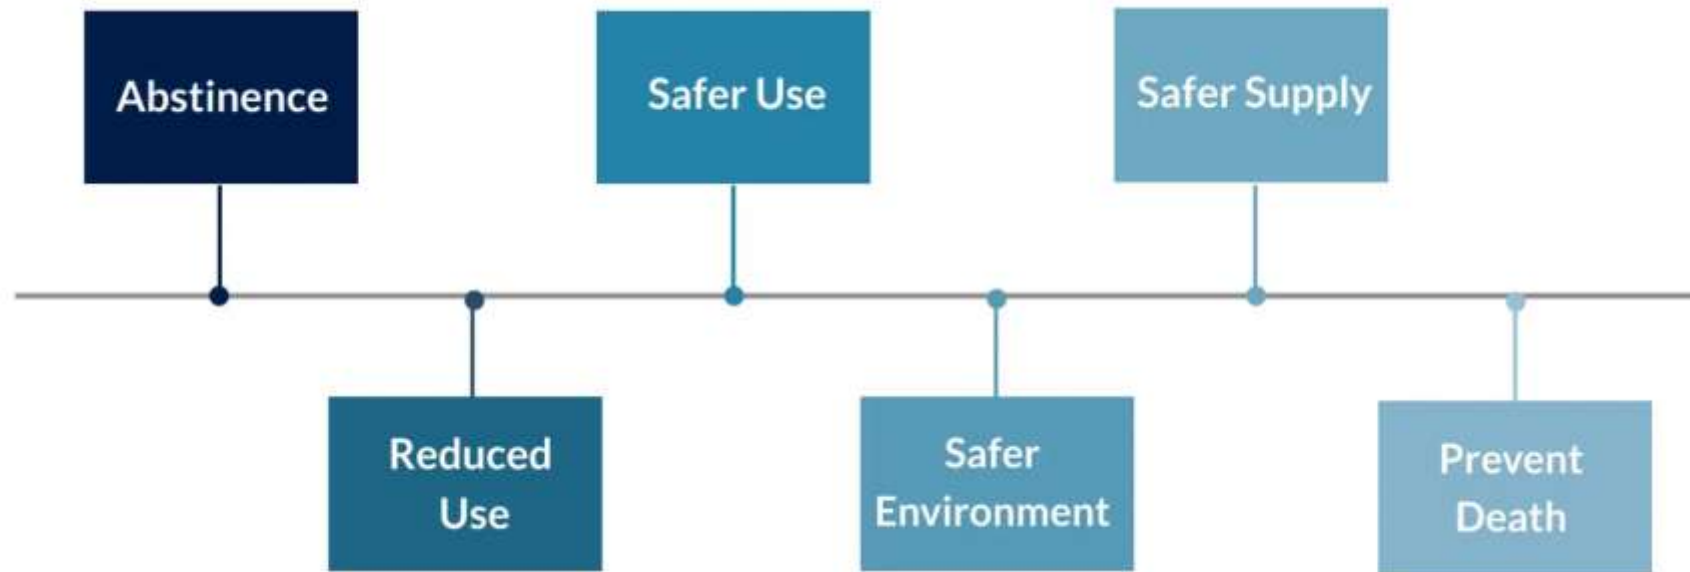 Abstinence
Reduced
Use
Safer Use
Safer
Environment
Safer Supply
Prevent
Death